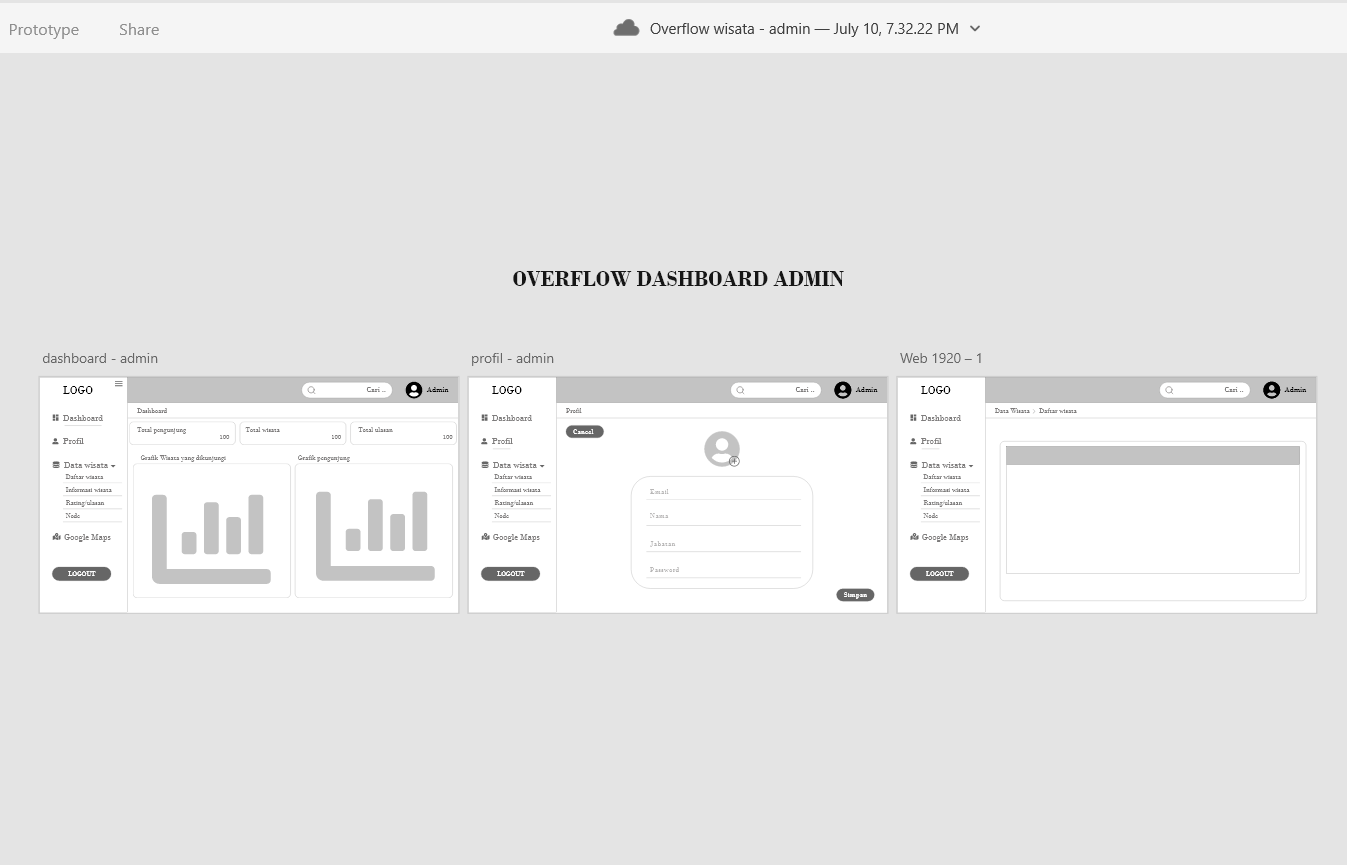 Prototype Share Overflow wisata - admin — July 10, 7.32.22 PM
OVERFLOW DASHBOARD ADMIN
dashboard - admin
LOGO
Cari ..
Admin
Dashboard
Dashboard
Profil
Data wisata
Daftar wisata
Informasi wisata
Rating/ulasan
Node
Google Maps
LOGOUT
Total pengunjung
100
Total wisata
100
Total ulasan
100
Grafik Wisata yang dikunjungi
Grafik pengunjung
profil - admin
LOGO
Cari ..
Admin
Profil
Dashboard
Profil
Data wisata
Daftar wisata
Informasi wisata
Rating/ulasan
Node
Google Maps
LOGOUT
Cancel
Email
Nama
Jabatan
Password
Simpan
Web 1920 – 1
LOGO
Cari ..
Admin
Data Wisata > Daftar wisata
Dashboard
Profil
Data wisata
Daftar wisata
Informasi wisata
Rating/ulasan
Node
Google Maps
LOGOUT